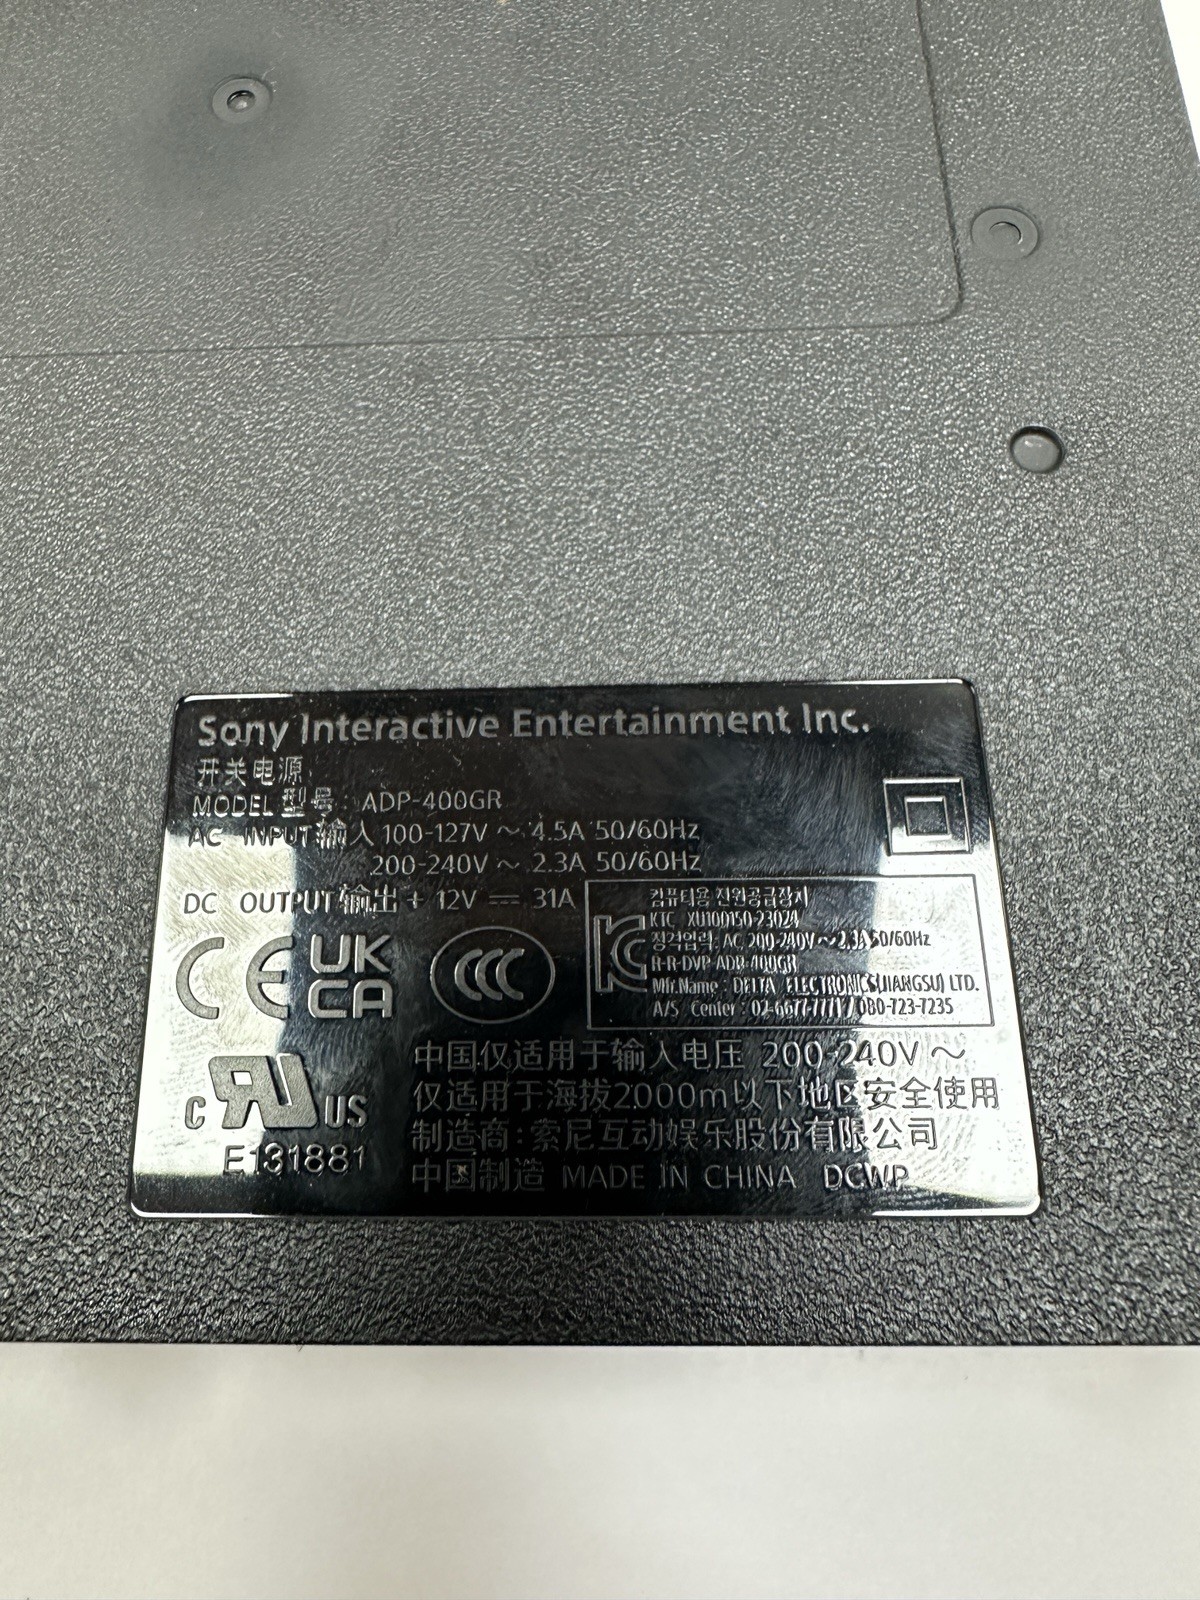 Sony Interactive Entertainment Inc.
开关电源
MODEL 型号 : ADP-400GR
AC INPUT 输入 100-127V ~ 4.5A 50/60Hz
200-240V ~ 2.3A 50/60Hz
DC OUTPUT 输出 + 12V ⎓ 31A
컴퓨터용 전원공급장치
KTC XU100150-23024
정격입력: AC 200-240V ~ 2.3A 50/60Hz
R-R-DVP-ADP-400GR
Mfr.Name : DELTA ELECTRONICS(JIANGSU) LTD.
A/S Center : 02-6677-7771 / 080-723-7235
CE UK CA CCC
中国仅适用于输入电压 200-240V ~
仅适用于海拔2000m以下地区安全使用
制造商:索尼互动娱乐股份有限公司
中国制造 MADE IN CHINA DCWP
C RU US
E131881